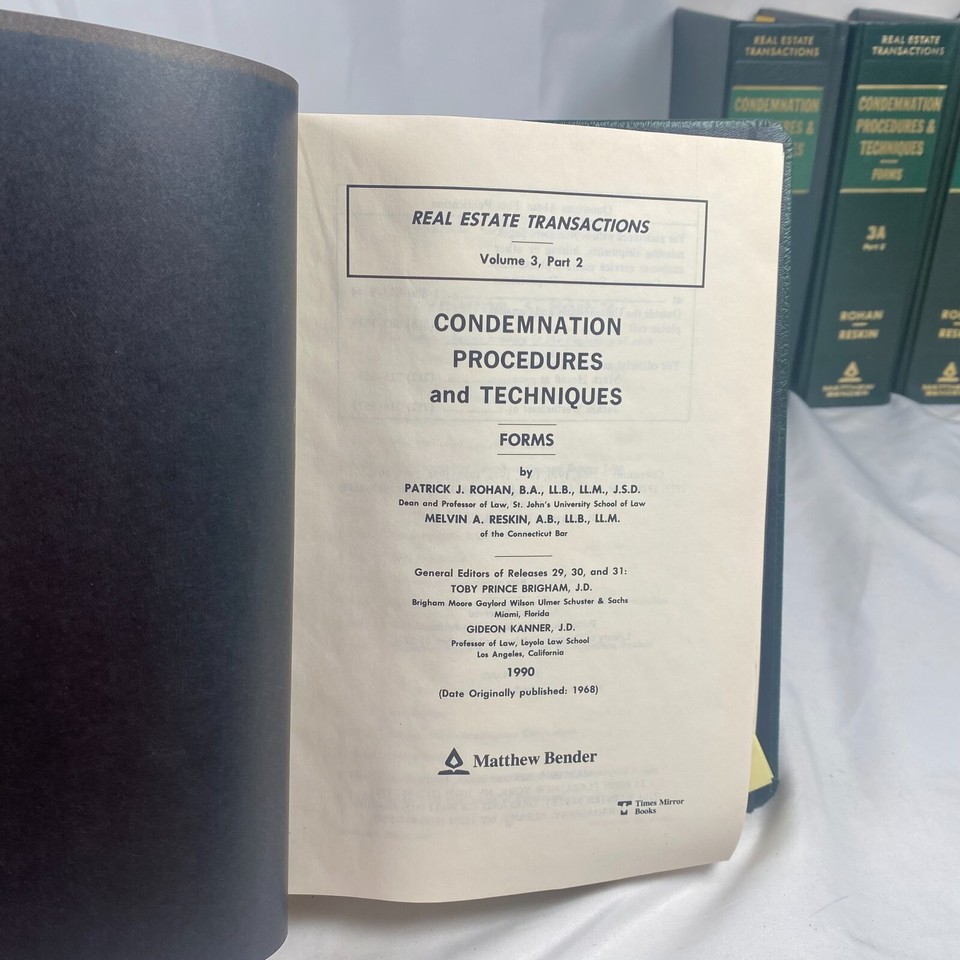 REAL ESTATE TRANSACTIONS
Volume 3, Part 2
CONDEMNATION
PROCEDURES
and TECHNIQUES
FORMS
by
PATRICK J. ROHAN, B.A., LL.B., LL.M., J.S.D.
Dean and Professor of Law, St. John's University School of Law
MELVIN A. RESKIN, A.B., LL.B., LL.M.
of the Connecticut Bar
General Editors of Releases 29, 30, and 31:
TOBY PRINCE BRIGHAM, J.D.
Brigham Moore Gaylord Wilson Ulmer Schuster & Sachs
Miami, Florida
GIDEON KANNER, J.D.
Professor of Law, Loyola Law School
Los Angeles, California
1990
(Date Originally published: 1968)
Matthew Bender
Times Mirror
Books
REAL ESTATE
TRANSACTIONS
CONDEMNATION
REAL ESTATE
TRANSACTIONS
CONDEMNATION
PROCEDURES &
TECHNIQUES
FORMS
3A
ROHAN
RESKIN
MATTHEW
BENDER